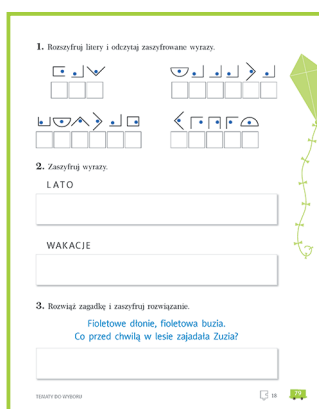 1. Rozszyfruj litery i odczytaj zaszyfrowane wyrazy.
2. Zaszyfruj wyrazy.
LATO
WAKACJE
3. Rozwiąż zagadkę i zaszyfruj rozwiązanie.
Fioletowe dłonie, fioletowa buzia.
Co przed chwilą w lesie zajadała Zuzia?
TEMATY DO WYBORU
18
79